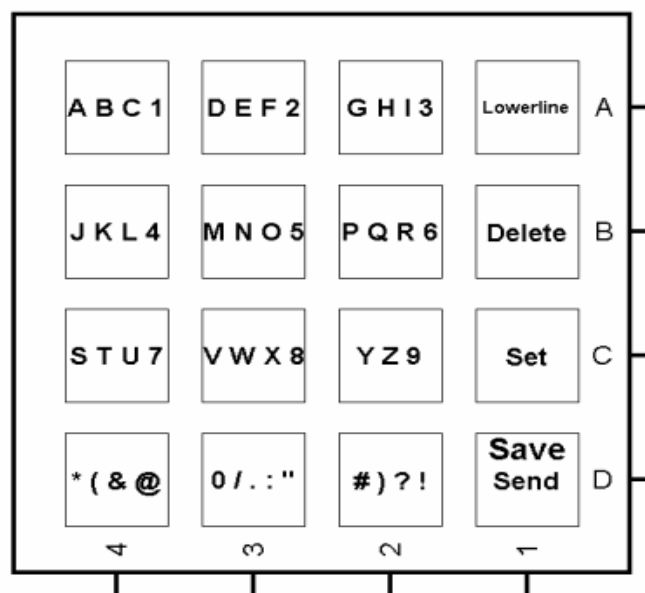 A B C 1 D E F 2 G H I 3 Lowerline A
J K L 4 M N O 5 P Q R 6 Delete B
S T U 7 V W X 8 Y Z 9 Set C
* ( & @ 0 / . : " # ) ? ! Save
Send D
4 3 2 1